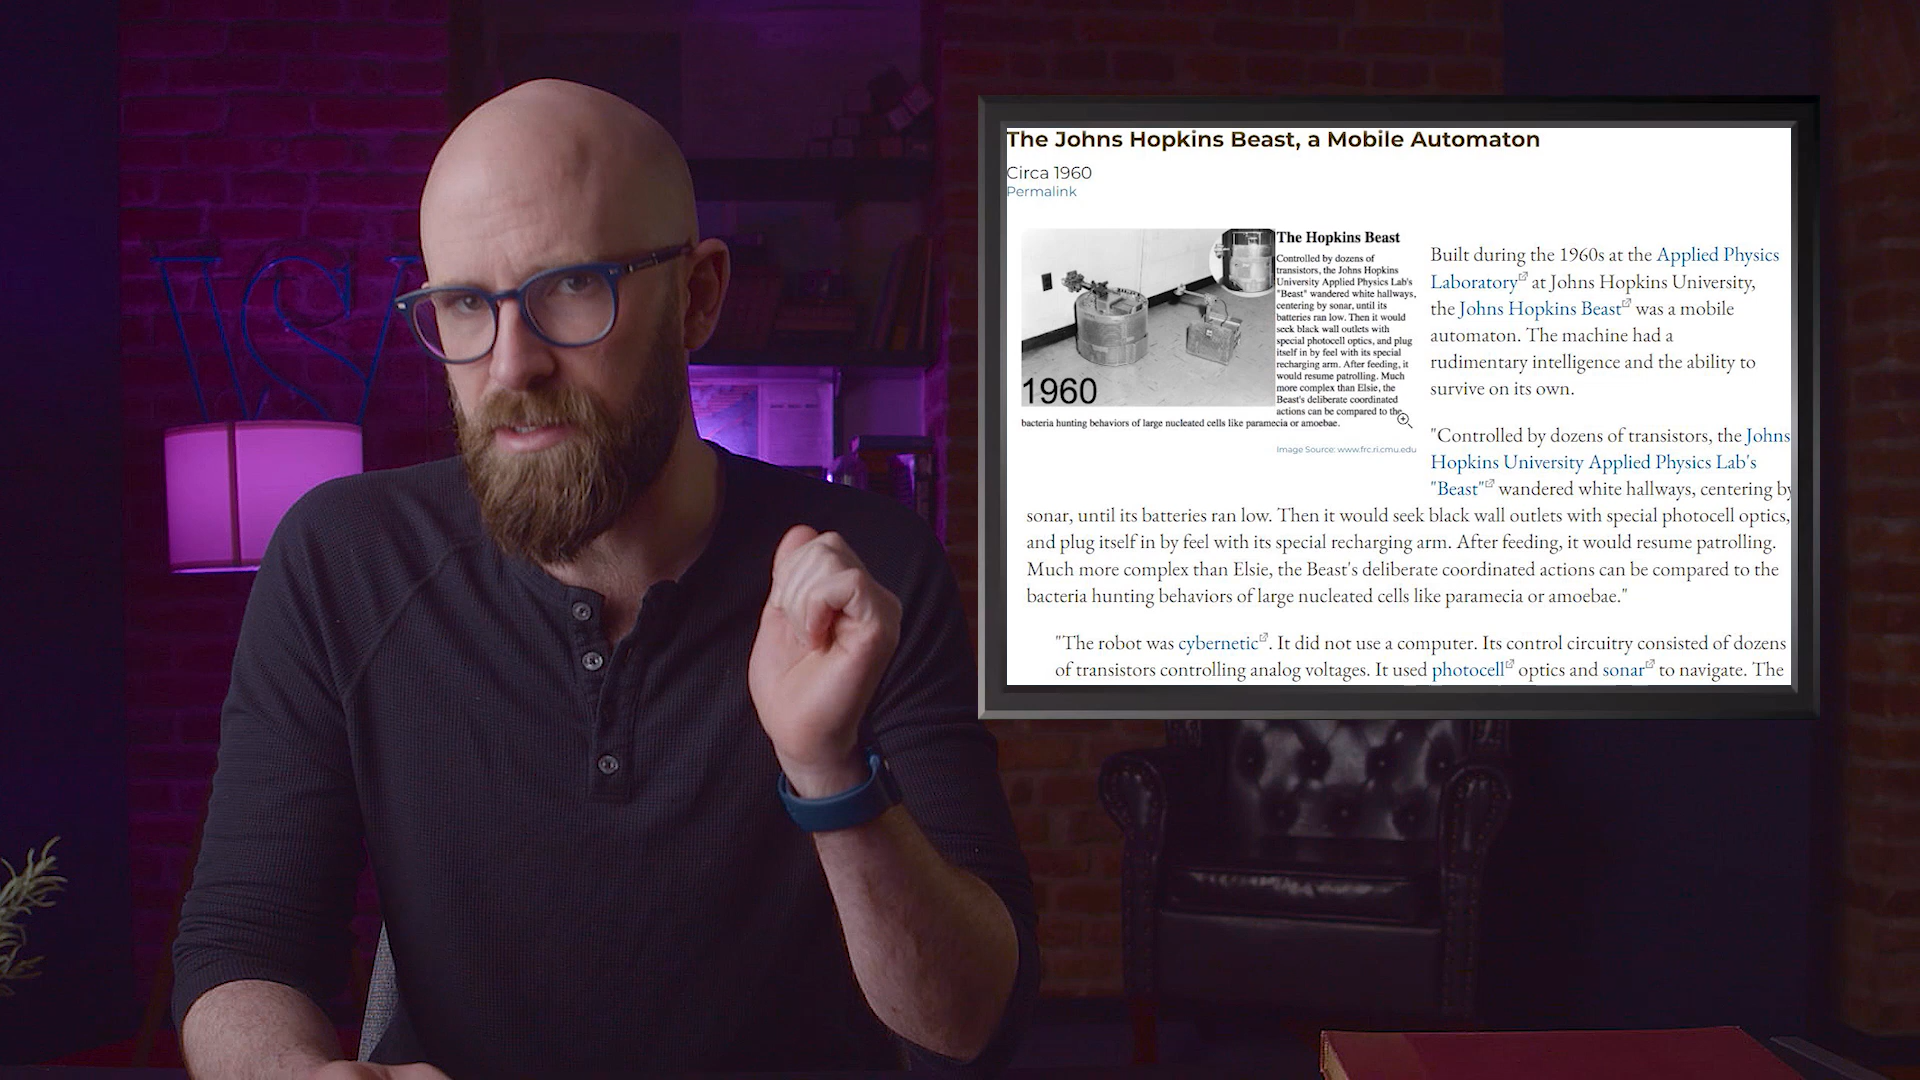 The Johns Hopkins Beast, a Mobile Automaton
Circa 1960
Permalink
1960
The Hopkins Beast
Controlled by dozens of
transistors, the Johns Hopkins
University Applied Physics Lab's
"Beast" wandered white hallways,
centering by sonar, until its
batteries ran low. Then it would
seek black wall outlets with
special photocell optics, and plug
itself in by feel with its special
recharging arm. After feeding, it
would resume patrolling. Much
more complex than Elsie, the
Beast's deliberate coordinated
actions can be compared to the
bacteria hunting behaviors of large nucleated cells like paramecia or amoebae.
Image Source: www.frc.ri.cmu.edu
Built during the 1960s at the Applied Physics
Laboratory at Johns Hopkins University,
the Johns Hopkins Beast was a mobile
automaton. The machine had a
rudimentary intelligence and the ability to
survive on its own.
"Controlled by dozens of transistors, the Johns
Hopkins University Applied Physics Lab's
"Beast" wandered white hallways, centering by
sonar, until its batteries ran low. Then it would seek black wall outlets with special photocell optics,
and plug itself in by feel with its special recharging arm. After feeding, it would resume patrolling.
Much more complex than Elsie, the Beast's deliberate coordinated actions can be compared to the
bacteria hunting behaviors of large nucleated cells like paramecia or amoebae."
"The robot was cybernetic. It did not use a computer. Its control circuitry consisted of dozens
of transistors controlling analog voltages. It used photocell optics and sonar to navigate. The